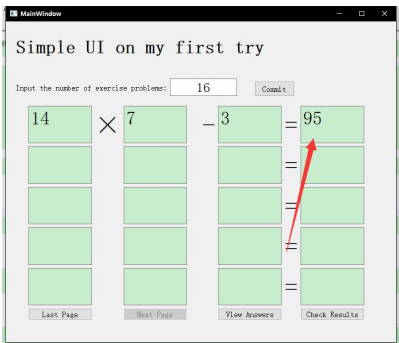 MainWindow
Simple UI on my first try
Input the number of exercise problems: 16 Commit
14 × 7 - 3 = 95
=
=
=
=
Last Page Next Page View Answers Check Results